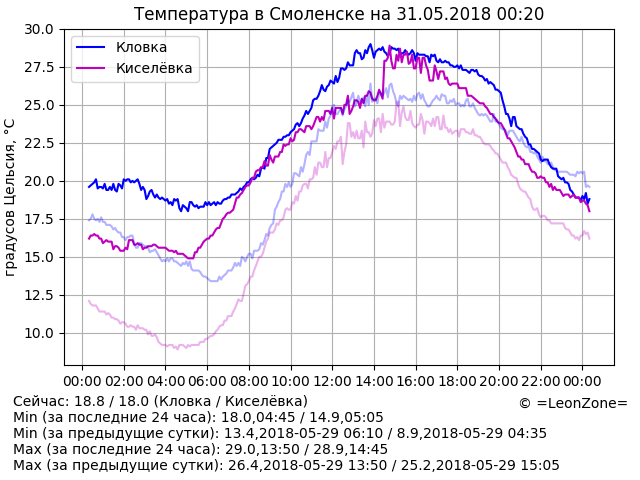 Температура в Смоленске на 31.05.2018 00:20
30.0
Кловка
Киселёвка
27.5
25.0
22.5
20.0
17.5
15.0
12.5
10.0
градусов Цельсия, °C
00:00 02:00 04:00 06:00 08:00 10:00 12:00 14:00 16:00 18:00 20:00 22:00 00:00
Сейчас: 18.8 / 18.0 (Кловка / Киселёвка)
© =LeonZone=
Min (за последние 24 часа): 18.0,04:45 / 14.9,05:05
Min (за предыдущие сутки): 13.4,2018-05-29 06:10 / 8.9,2018-05-29 04:35
Max (за последние 24 часа): 29.0,13:50 / 28.9,14:45
Max (за предыдущие сутки): 26.4,2018-05-29 13:50 / 25.2,2018-05-29 15:05